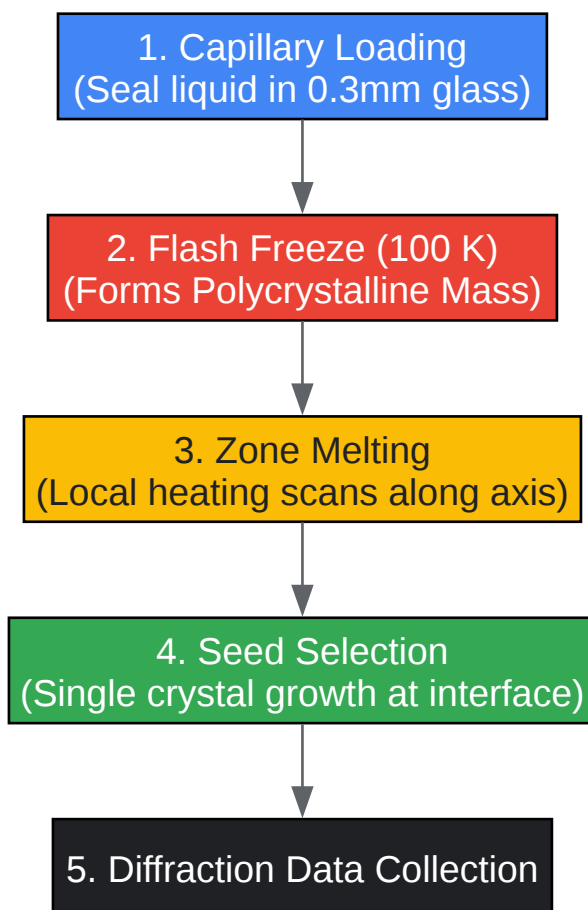 1. Capillary Loading
(Seal liquid in 0.3mm glass)
2. Flash Freeze (100 K)
(Forms Polycrystalline Mass)
3. Zone Melting
(Local heating scans along axis)
4. Seed Selection
(Single crystal growth at interface)
5. Diffraction Data Collection